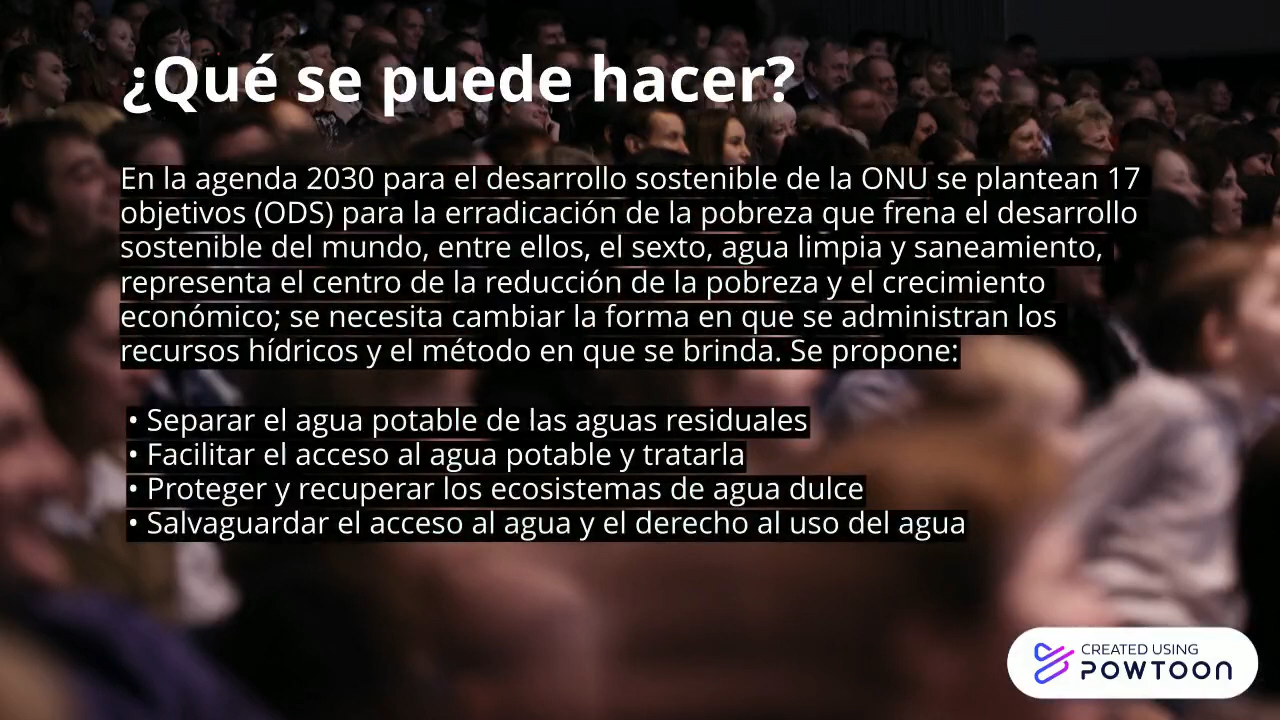 ¿Qué se puede hacer?
En la agenda 2030 para el desarrollo sostenible de la ONU se plantean 17
objetivos (ODS) para la erradicación de la pobreza que frena el desarrollo
sostenible del mundo, entre ellos, el sexto, agua limpia y saneamiento,
representa el centro de la reducción de la pobreza y el crecimiento
económico; se necesita cambiar la forma en que se administran los
recursos hídricos y el método en que se brinda. Se propone:
• Separar el agua potable de las aguas residuales
• Facilitar el acceso al agua potable y tratarla
• Proteger y recuperar los ecosistemas de agua dulce
• Salvaguardar el acceso al agua y el derecho al uso del agua
CREATED USING
POWTOON